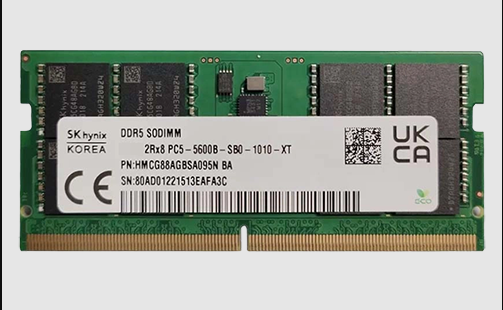 SK hynix
KOREA
DDR5 SODIMM
2Rx8 PC5-5600B-SB0-1010-XT
PN:HMCG88AGBSA095N BA
SN:80AD01221513EAFA3C
UK
CA
CE
ECO